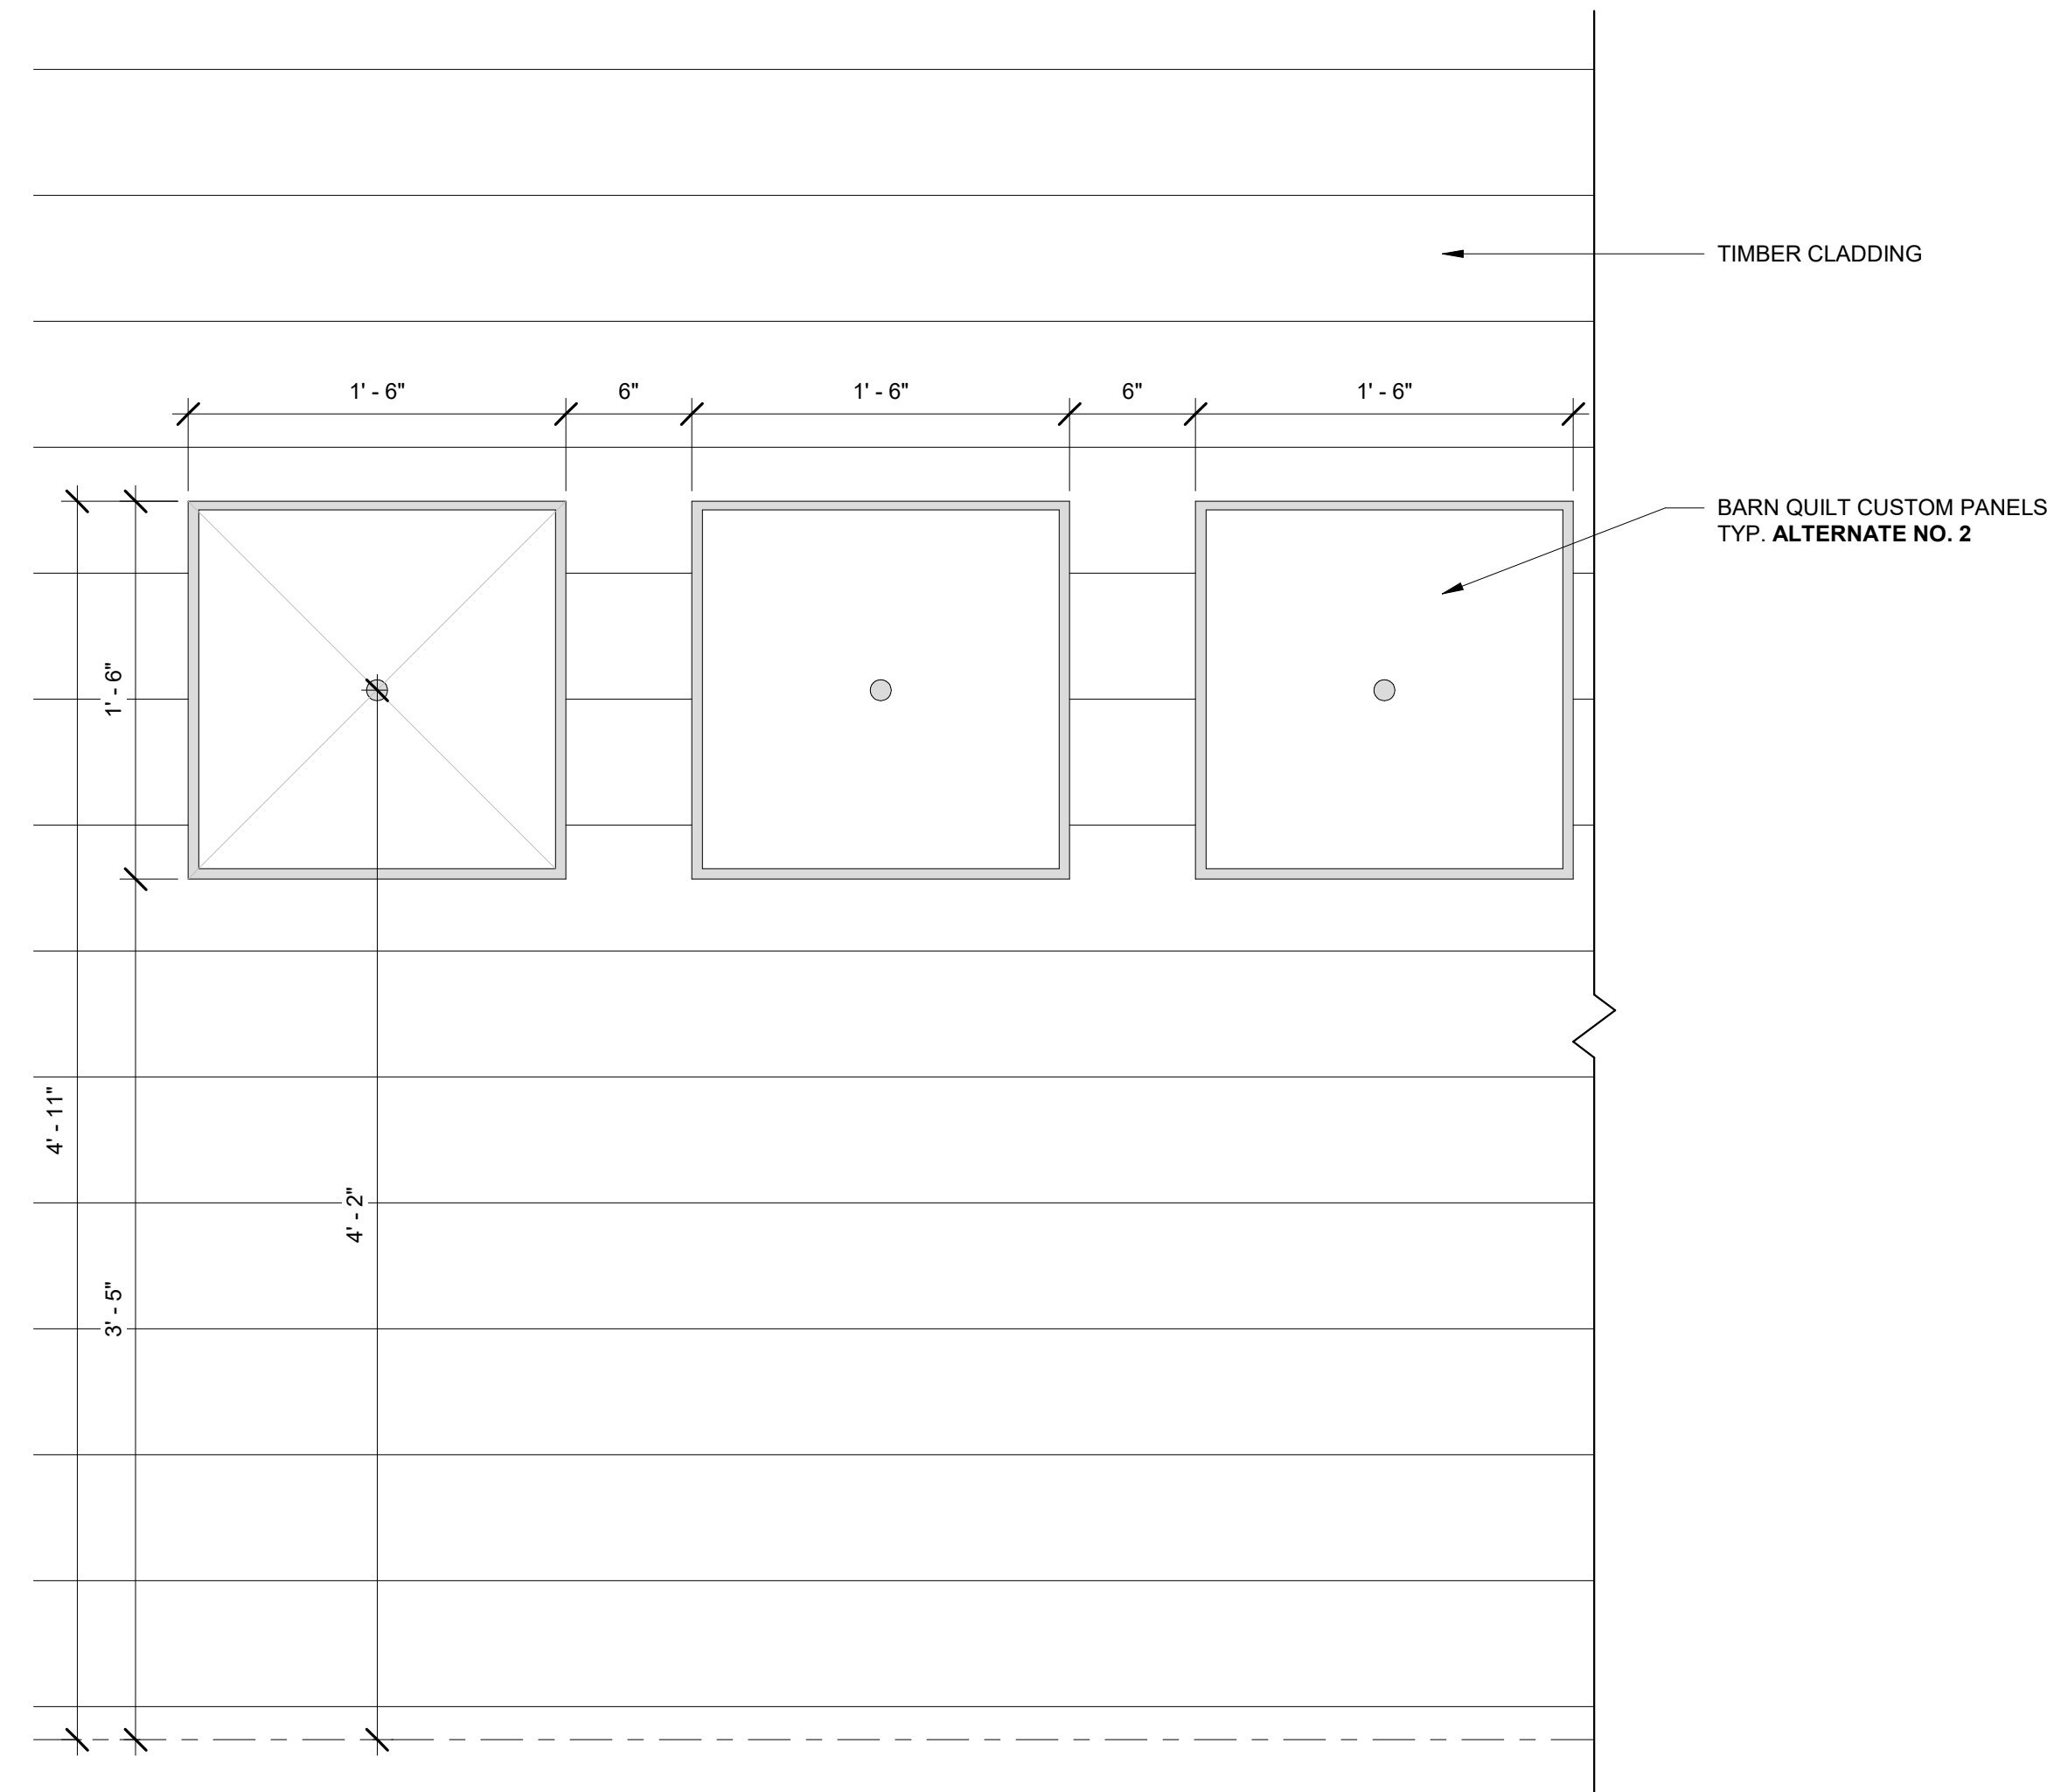 TIMBER CLADDING
1' - 6" 6" 1' - 6" 6" 1' - 6"
BARN QUILT CUSTOM PANELS
TYP. ALTERNATE NO. 2
1' - 6"
4' - 11"
4' - 2"
3' - 5"